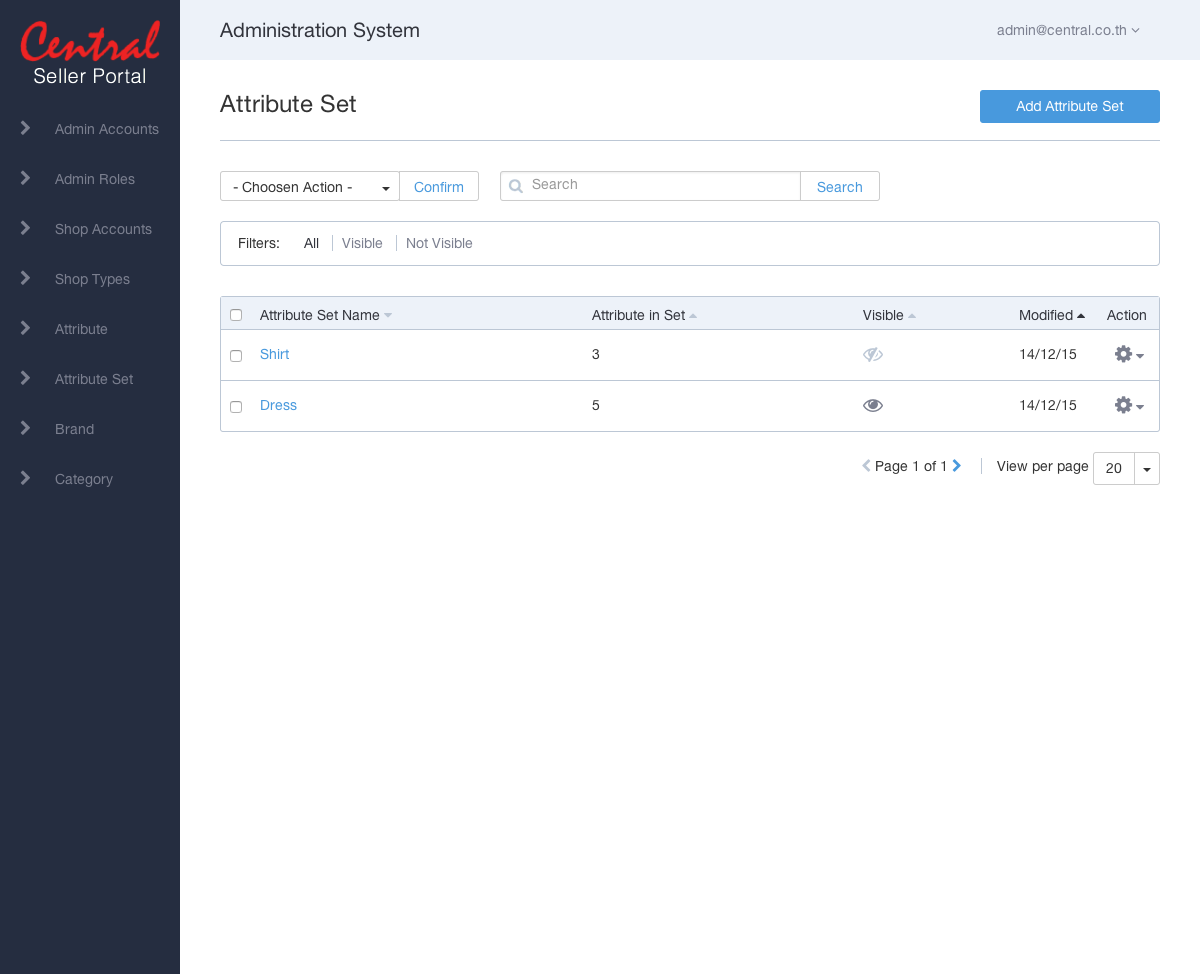 Central
Seller Portal
Admin Accounts
Admin Roles
Shop Accounts
Shop Types
Attribute
Attribute Set
Brand
Category
Administration System
admin@central.co.th
Attribute Set
Add Attribute Set
- Choosen Action -
Confirm
Search
Search
Filters: All Visible Not Visible
Attribute Set Name Attribute in Set Visible Modified Action
Shirt 3 14/12/15
Dress 5 14/12/15
Page 1 of 1 View per page 20